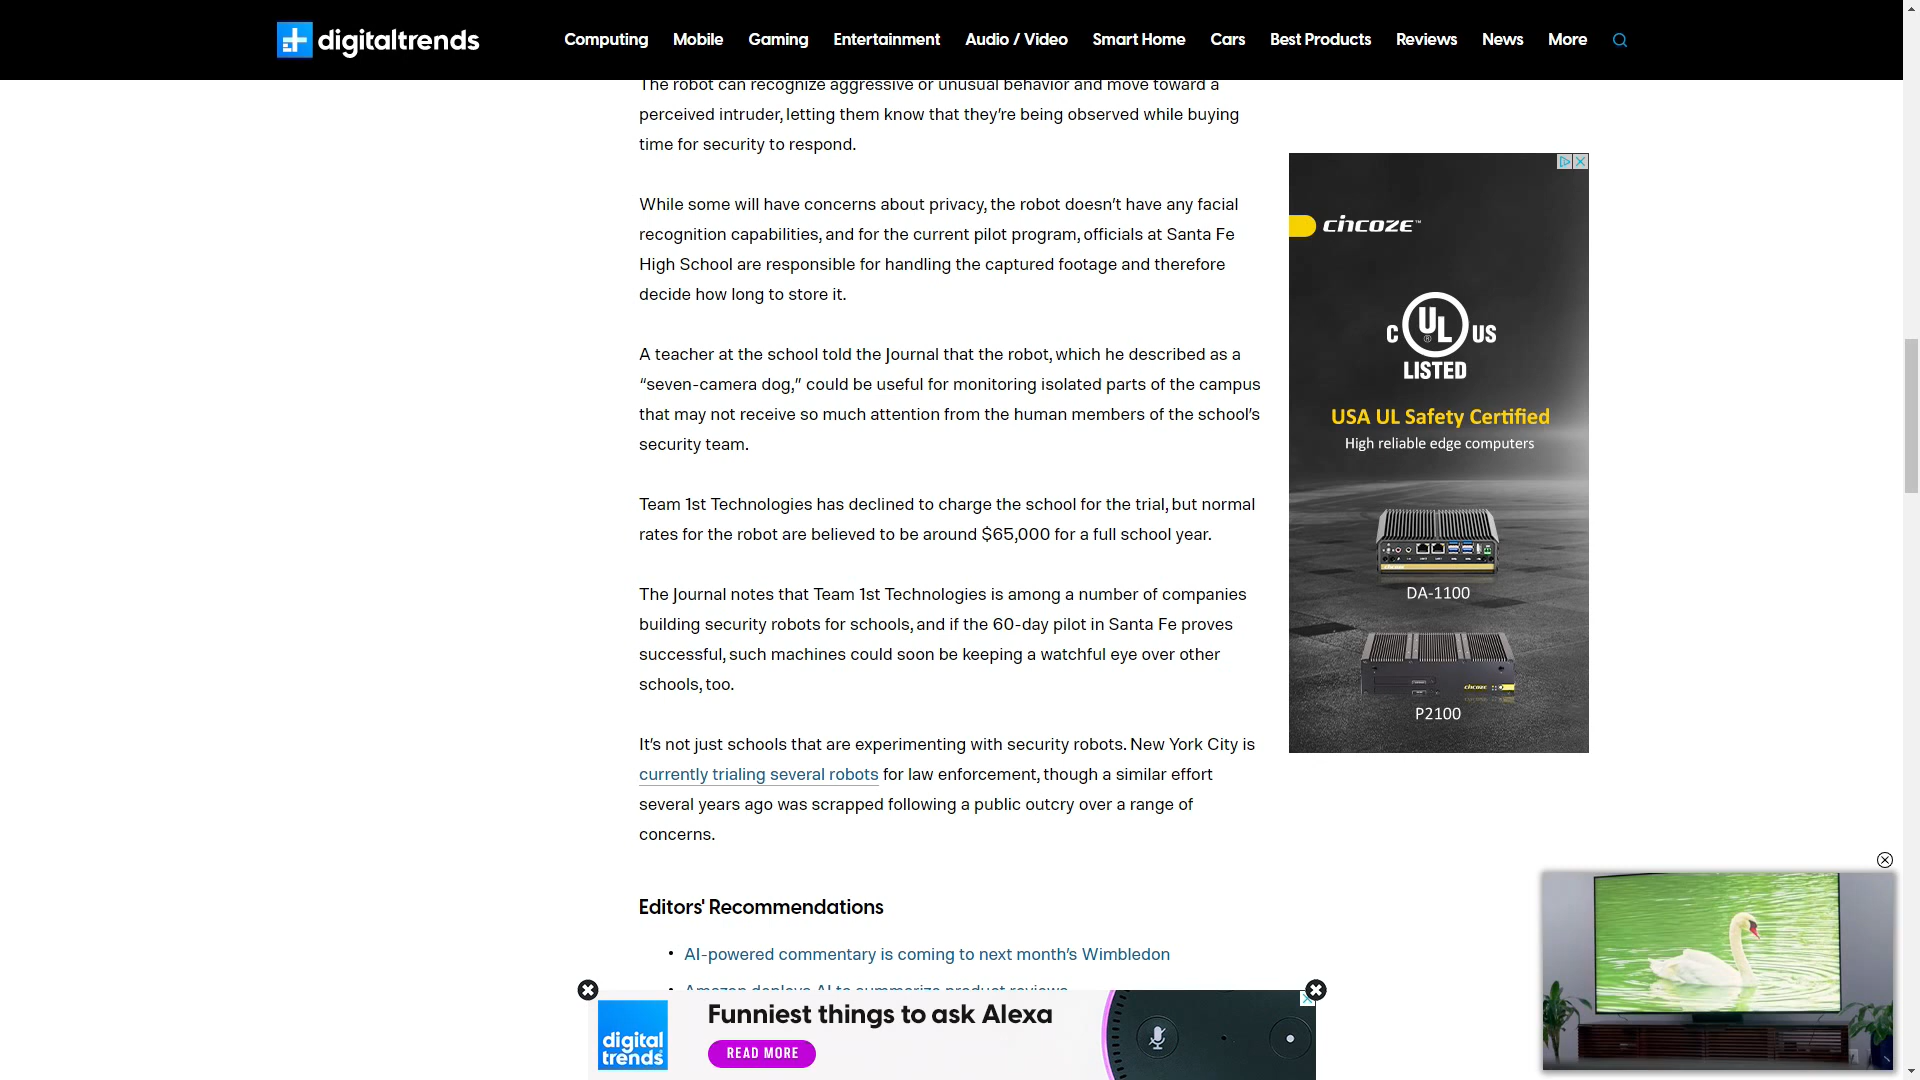 digitaltrends
Computing Mobile Gaming Entertainment Audio / Video Smart Home Cars Best Products Reviews News More
The robot can recognize aggressive or unusual behavior and move toward a
perceived intruder, letting them know that they’re being observed while buying
time for security to respond.
While some will have concerns about privacy, the robot doesn’t have any facial
recognition capabilities, and for the current pilot program, officials at Santa Fe
High School are responsible for handling the captured footage and therefore
decide how long to store it.
A teacher at the school told the Journal that the robot, which he described as a
“seven-camera dog,” could be useful for monitoring isolated parts of the campus
that may not receive so much attention from the human members of the school’s
security team.
Team 1st Technologies has declined to charge the school for the trial, but normal
rates for the robot are believed to be around $65,000 for a full school year.
The Journal notes that Team 1st Technologies is among a number of companies
building security robots for schools, and if the 60-day pilot in Santa Fe proves
successful, such machines could soon be keeping a watchful eye over other
schools, too.
It’s not just schools that are experimenting with security robots. New York City is
currently trialing several robots for law enforcement, though a similar effort
several years ago was scrapped following a public outcry over a range of
concerns.
Editors' Recommendations
• AI-powered commentary is coming to next month’s Wimbledon
• Amazon deploys AI to summarize product reviews
cincoze™
C UL® US
LISTED
USA UL Safety Certified
High reliable edge computers
DA-1100
cincoze
P2100
digital
trends
Funniest things to ask Alexa
READ MORE